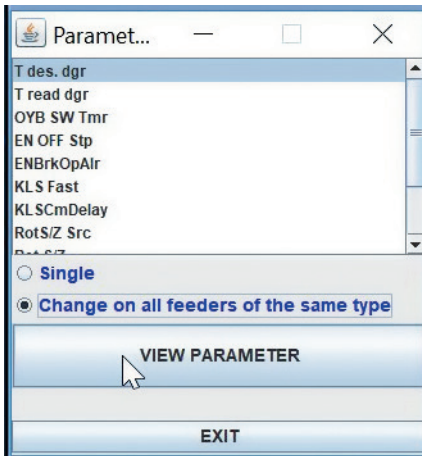 Paramet...
T des. dgr
T read dgr
OYB SW Tmr
EN OFF Stp
ENBrkOpAlr
KLS Fast
KLSCmDelay
RotS/Z Src
Single
Change on all feeders of the same type
VIEW PARAMETER
EXIT